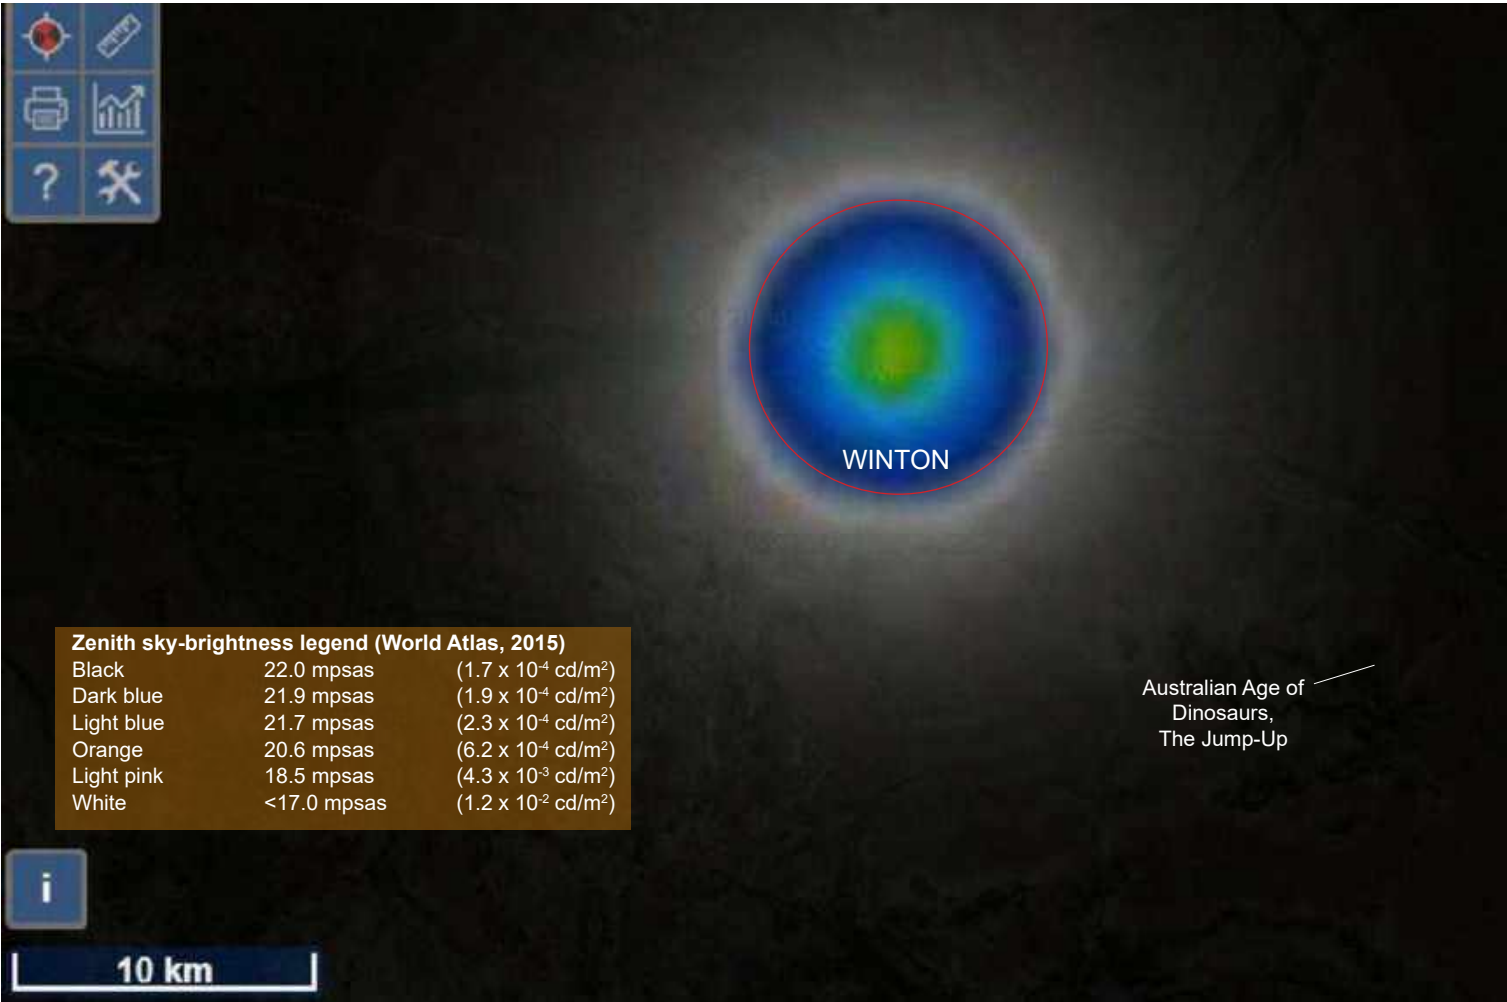 ?
WINTON
Zenith sky-brightness legend (World Atlas, 2015)
Black 22.0 mpsas (1.7 x 10⁻⁴ cd/m²)
Dark blue 21.9 mpsas (1.9 x 10⁻⁴ cd/m²)
Light blue 21.7 mpsas (2.3 x 10⁻⁴ cd/m²)
Orange 20.6 mpsas (6.2 x 10⁻⁴ cd/m²)
Light pink 18.5 mpsas (4.3 x 10⁻³ cd/m²)
White <17.0 mpsas (1.2 x 10⁻² cd/m²)
Australian Age of
Dinosaurs,
The Jump-Up
i
10 km